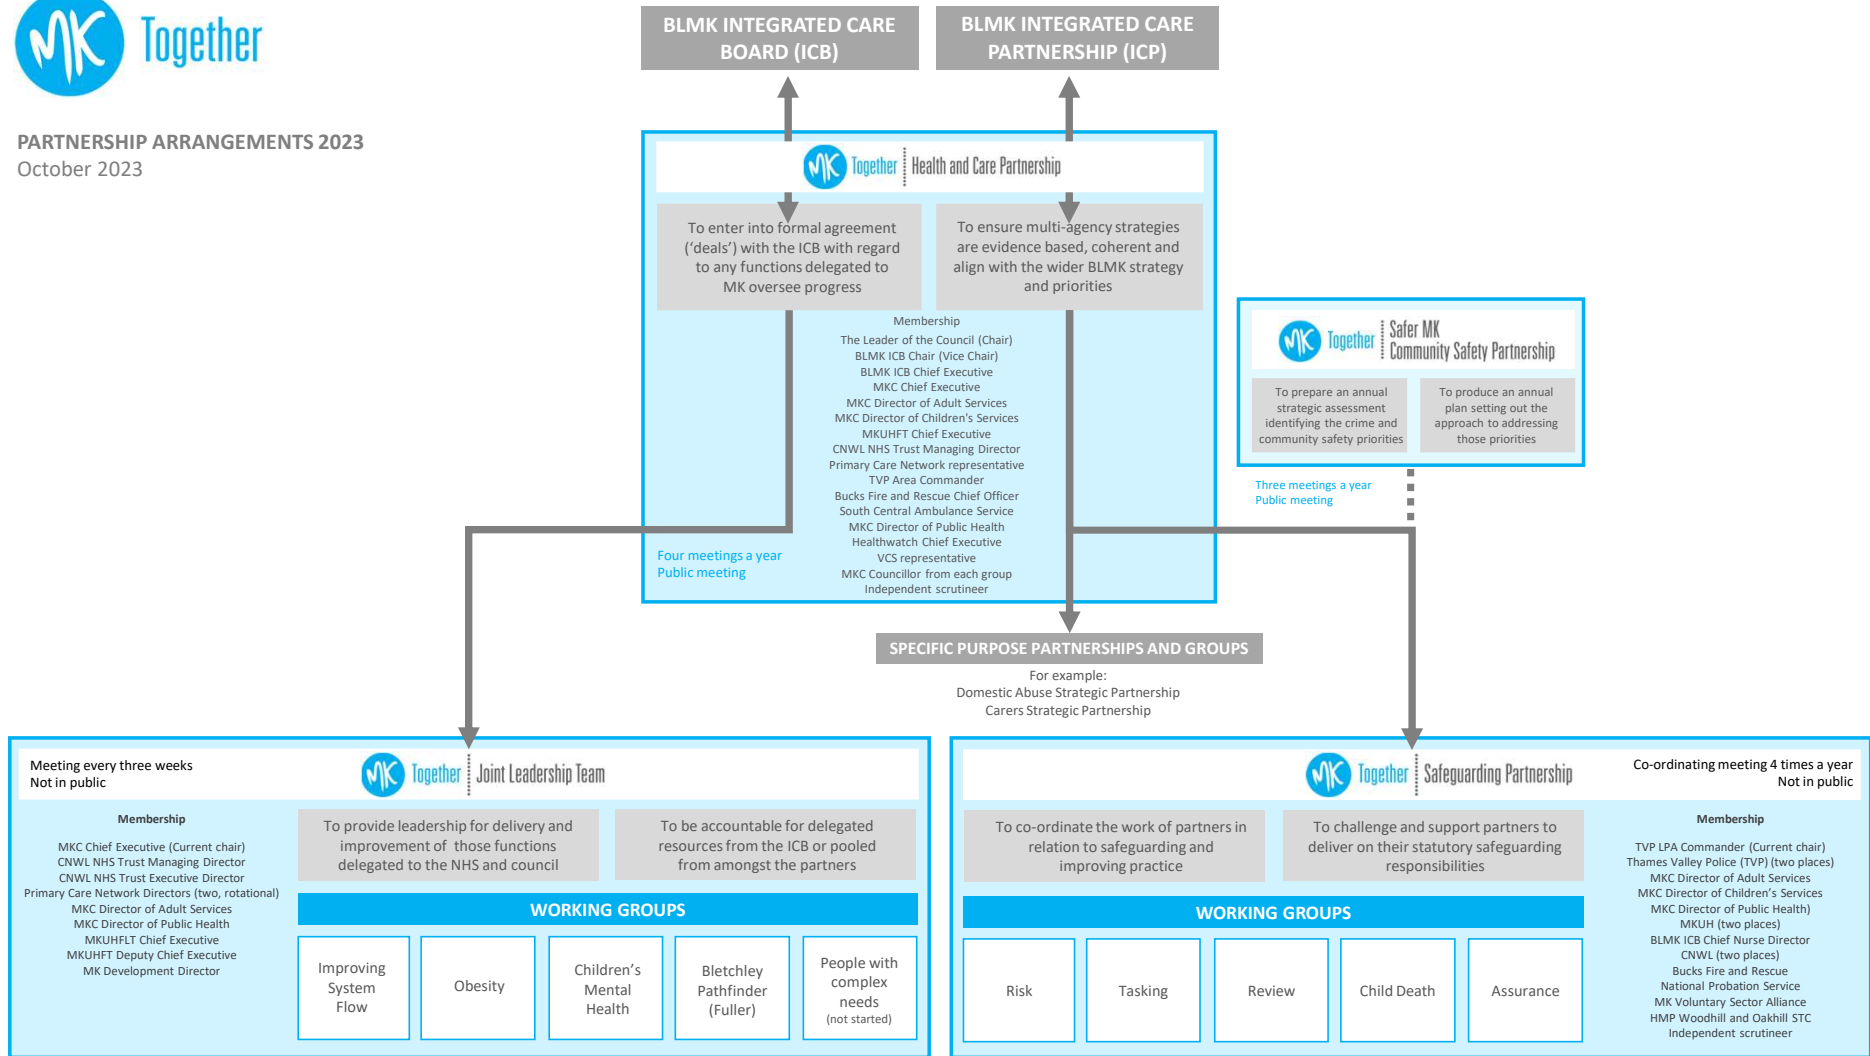 MK Together
PARTNERSHIP ARRANGEMENTS 2023
October 2023
BLMK INTEGRATED CARE
BOARD (ICB)
BLMK INTEGRATED CARE
PARTNERSHIP (ICP)
MK Together Health and Care Partnership
To enter into formal agreement
('deals') with the ICB with regard
to any functions delegated to
MK oversee progress
To ensure multi-agency strategies
are evidence based, coherent and
align with the wider BLMK strategy
and priorities
Membership
The Leader of the Council (Chair)
BLMK ICB Chair (Vice Chair)
BLMK ICB Chief Executive
MKC Chief Executive
MKC Director of Adult Services
MKC Director of Children's Services
MKUHFT Chief Executive
CNWL NHS Trust Managing Director
Primary Care Network representative
TVP Area Commander
Bucks Fire and Rescue Chief Officer
South Central Ambulance Service
MKC Director of Public Health
Healthwatch Chief Executive
VCS representative
MKC Councillor from each group
Independent scrutineer
Four meetings a year
Public meeting
MK Together Safer MK
Community Safety Partnership
To prepare an annual
strategic assessment
identifying the crime and
community safety priorities
To produce an annual
plan setting out the
approach to addressing
those priorities
Three meetings a year
Public meeting
SPECIFIC PURPOSE PARTNERSHIPS AND GROUPS
For example:
Domestic Abuse Strategic Partnership
Carers Strategic Partnership
Meeting every three weeks
Not in public
MK Together Joint Leadership Team
Membership
MKC Chief Executive (Current chair)
CNWL NHS Trust Managing Director
CNWL NHS Trust Executive Director
Primary Care Network Directors (two, rotational)
MKC Director of Adult Services
MKC Director of Public Health
MKUHFLT Chief Executive
MKUHFT Deputy Chief Executive
MK Development Director
To provide leadership for delivery and
improvement of those functions
delegated to the NHS and council
To be accountable for delegated
resources from the ICB or pooled
from amongst the partners
WORKING GROUPS
Improving
System
Flow
Obesity
Children's
Mental
Health
Bletchley
Pathfinder
(Fuller)
People with
complex
needs
(not started)
MK Together Safeguarding Partnership
Co-ordinating meeting 4 times a year
Not in public
To co-ordinate the work of partners in
relation to safeguarding and
improving practice
To challenge and support partners to
deliver on their statutory safeguarding
responsibilities
WORKING GROUPS
Risk
Tasking
Review
Child Death
Assurance
Membership
TVP LPA Commander (Current chair)
Thames Valley Police (TVP) (two places)
MKC Director of Adult Services
MKC Director of Children's Services
MKC Director of Public Health)
MKUH (two places)
BLMK ICB Chief Nurse Director
CNWL (two places)
Bucks Fire and Rescue
National Probation Service
MK Voluntary Sector Alliance
HMP Woodhill and Oakhill STC
Independent scrutineer